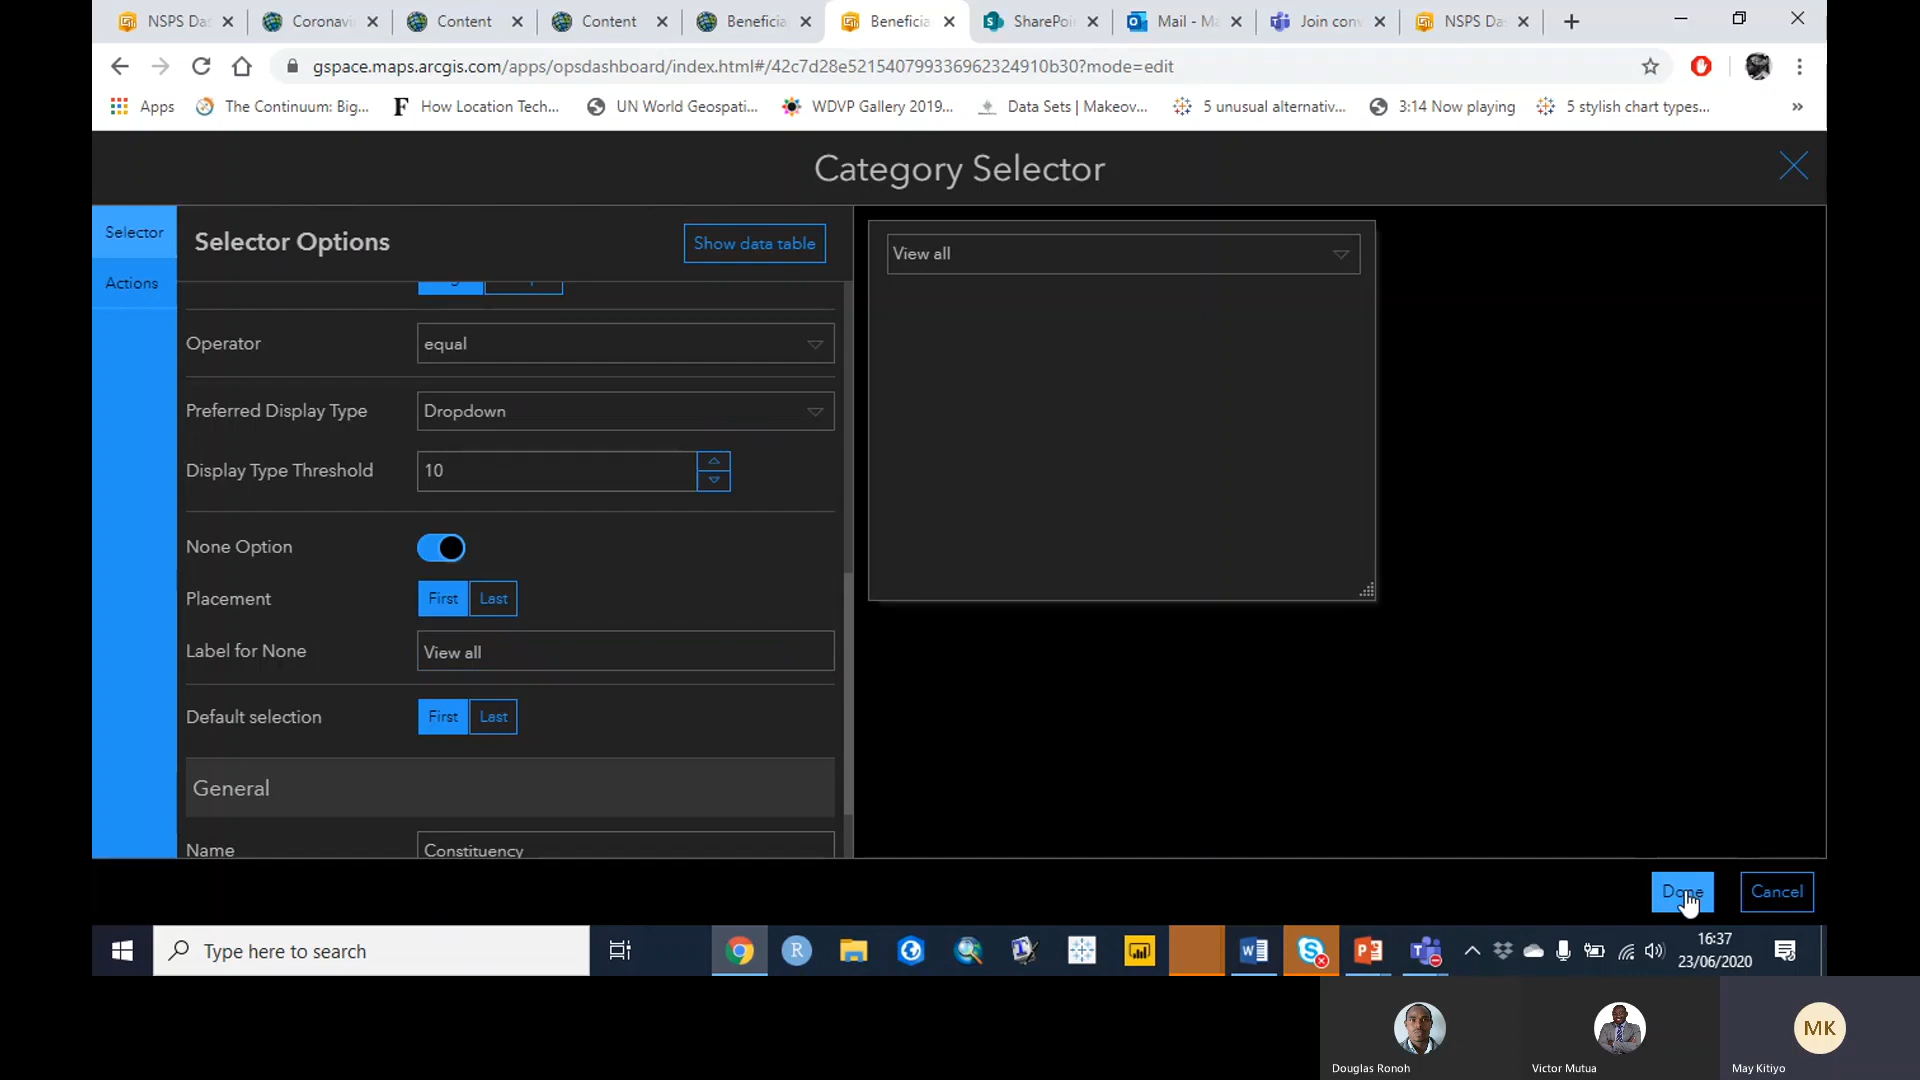 NSPS Das
Coronavi
Content
Content
Beneficia
Beneficia
SharePoi
Mail - Ma
Join con
NSPS Da
gspace.maps.arcgis.com/apps/opsdashboard/index.html#/42c7d28e521540799336962324910b30?mode=edit
Apps
The Continuum: Big...
How Location Tech...
UN World Geospati...
WDVP Gallery 2019...
Data Sets | Makeov...
5 unusual alternativ...
3:14 Now playing
5 stylish chart types...
»
Category Selector
Selector
Actions
Selector Options
Show data table
View all
Operator
equal
Preferred Display Type
Dropdown
Display Type Threshold
10
None Option
Placement
First
Last
Label for None
View all
Default selection
First
Last
General
Name
Constituency
Done
Cancel
Type here to search
16:37
23/06/2020
MK
Douglas Ronoh
Victor Mutua
May Kitiyo